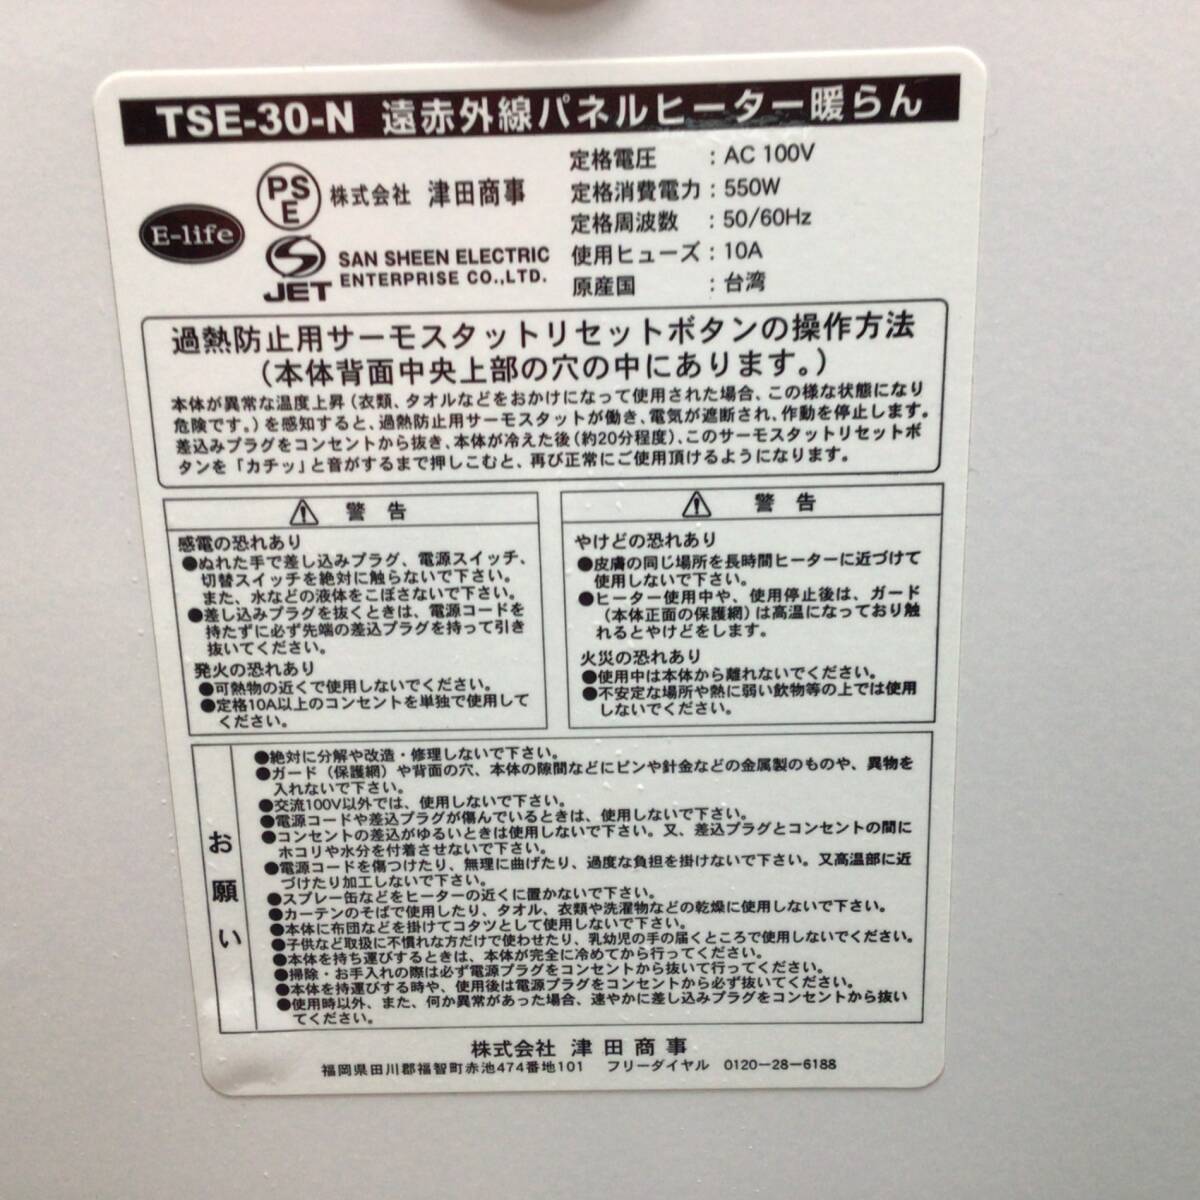 TSE-30-N 遠赤外線パネルヒーター暖らん
E-life
PS
E
株式会社 津田商事
JET
SAN SHEEN ELECTRIC
ENTERPRISE CO.,LTD.
定格電圧 : AC 100V
定格消費電力 : 550W
定格周波数 : 50/60Hz
使用ヒューズ : 10A
原産国 : 台湾
過熱防止用サーモスタットリセットボタンの操作方法
(本体背面中央上部の穴の中にあります。)
本体が異常な温度上昇(衣類、タオルなどをおかけになって使用された場合、この様な状態になり
危険です。)を感知すると、過熱防止用サーモスタットが働き、電気が遮断され、作動を停止します。
差込みプラグをコンセントから抜き、本体が冷えた後(約20分程度)、このサーモスタットリセットボ
タンを「カチッ」と音がするまで押しこむと、再び正常にご使用頂けるようになります。
警告
感電の恐れあり
●ぬれた手で差し込みプラグ、電源スイッチ、
切替スイッチを絶対に触らないで下さい。
また、水などの液体をこぼさないで下さい。
●差し込みプラグを抜くときは、電源コードを
持たずに必ず先端の差込プラグを持って引き
抜いてください。
発火の恐れあり
●可熱物の近くで使用しないでください。
●定格10A以上のコンセントを単独で使用して
ください。
警告
やけどの恐れあり
●皮膚の同じ場所を長時間ヒーターに近づけて
使用しないで下さい。
●ヒーター使用中や、使用停止後は、ガード
(本体正面の保護網)は高温になっており触
れるとやけどをします。
火災の恐れあり
●使用中は本体から離れないでください。
●不安定な場所や熱に弱い飲物等の上では使用
しないでください。
お願い
●絶対に分解や改造・修理しないで下さい。
●ガード(保護網)や背面の穴、本体の隙間などにピンや針金などの金属製のものや、異物を
入れないで下さい。
●交流100V以外では、使用しないで下さい。
●電源コードや差込プラグが傷んでいるときは、使用しないで下さい。
●コンセントの差込がゆるいときは使用しないで下さい。又、差込プラグとコンセントの間に
ホコリや水分を付着させないで下さい。
●電源コードを傷つけたり、無理に曲げたり、過度な負担を掛けないで下さい。又高温部に近
づけたり加工しないで下さい。
●スプレー缶などをヒーターの近くに置かないで下さい。
●カーテンのそばで使用したり、タオル、衣類や洗濯物などの乾燥に使用しないで下さい。
●本体に布団などを掛けてコタツとして使用しないで下さい。
●子供など取扱に不慣れな方だけで使わせたり、乳幼児の手の届くところで使用しないでください。
●本体を持ち運びするときは、本体が完全に冷めてから行ってください。
●掃除・お手入れの際は必ず電源プラグをコンセントから抜いて行ってください。
●本体を持運びする時や、使用後は電源プラグをコンセントから必ず抜いてください。
●使用時以外、また、何か異常があった場合、速やかに差し込みプラグをコンセントから抜い
てください。
株式会社 津田商事
福岡県田川郡福智町赤池474番地101 フリーダイヤル 0120-28-6188